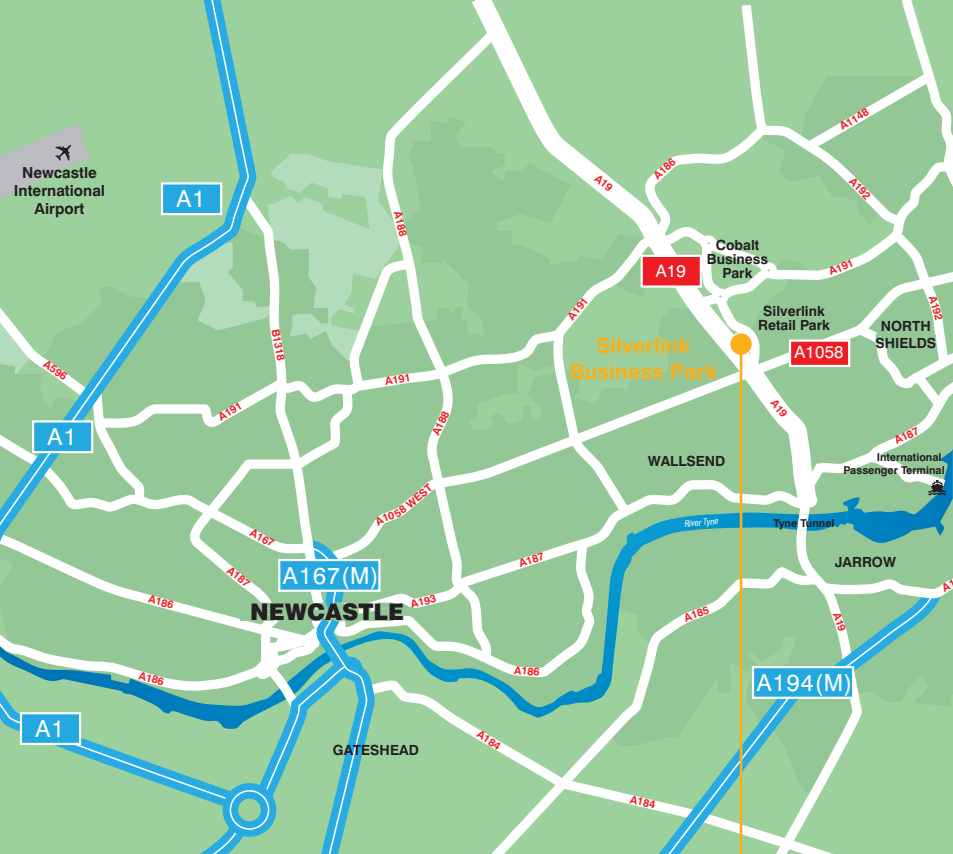 A1148
A186
A19
Newcastle
International
Airport
A1
A192
A188
Cobalt
Business
Park
A19
A191
A191
A192
Silverlink
Retail Park
NORTH
SHIELDS
B1318
Silverlink
Business Park
A1058
A596
A191
A191
A19
A188
A1
A187
WALLSEND
International
Passenger Terminal
A1058 WEST
River Tyne
Tyne Tunnel
A167
A187
JARROW
A167(M)
A187
A186
A193
NEWCASTLE
A185
A19
A1
A186
A186
A194(M)
A1
A184
GATESHEAD
A184